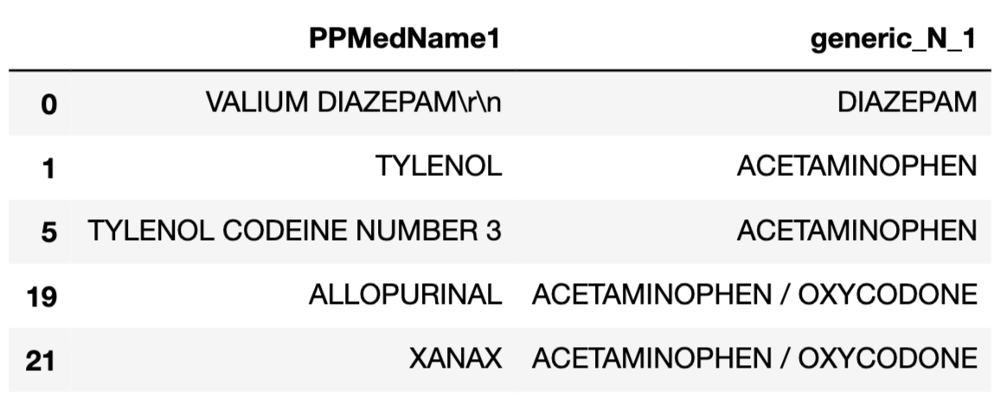 PPMedName1 generic_N_1
0 VALIUM DIAZEPAM\r\n DIAZEPAM
1 TYLENOL ACETAMINOPHEN
5 TYLENOL CODEINE NUMBER 3 ACETAMINOPHEN
19 ALLOPURINAL ACETAMINOPHEN / OXYCODONE
21 XANAX ACETAMINOPHEN / OXYCODONE